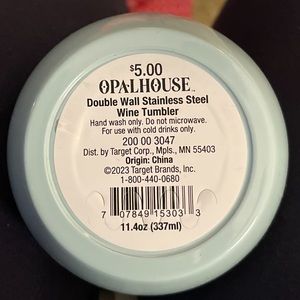 $5.00
OPALHOUSE™
Double Wall Stainless Steel
Wine Tumbler
Hand wash only. Do not microwave.
For use with cold drinks only.
200 00 3047
Dist. by Target Corp., Mpls., MN 55403
Origin: China
©2023 Target Brands, Inc.
1-800-440-0680
7 07849 15303 3
11.4oz (337ml)